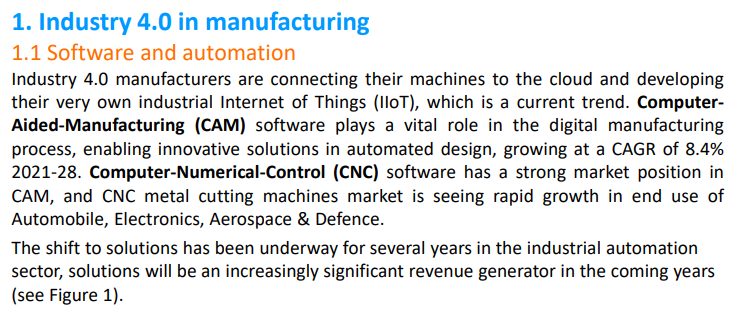 1. Industry 4.0 in manufacturing
1.1 Software and automation
Industry 4.0 manufacturers are connecting their machines to the cloud and developing
their very own industrial Internet of Things (IIoT), which is a current trend. Computer-
Aided-Manufacturing (CAM) software plays a vital role in the digital manufacturing
process, enabling innovative solutions in automated design, growing at a CAGR of 8.4%
2021-28. Computer-Numerical-Control (CNC) software has a strong market position in
CAM, and CNC metal cutting machines market is seeing rapid growth in end use of
Automobile, Electronics, Aerospace & Defence.
The shift to solutions has been underway for several years in the industrial automation
sector, solutions will be an increasingly significant revenue generator in the coming years
(see Figure 1).